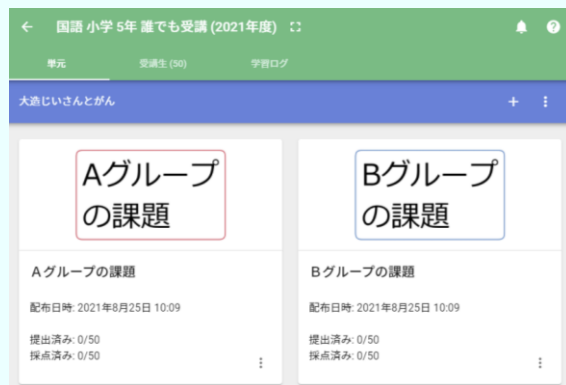 国語 小学 5年 誰でも受講 (2021年度)
単元 受講生 (50) 学習ログ
大造じいさんとがん
Aグループ
の課題
Bグループ
の課題
Aグループの課題
Bグループの課題
配布日時: 2021年8月25日 10:09
配布日時: 2021年8月25日 10:09
提出済み: 0/50
採点済み: 0/50
提出済み: 0/50
採点済み: 0/50